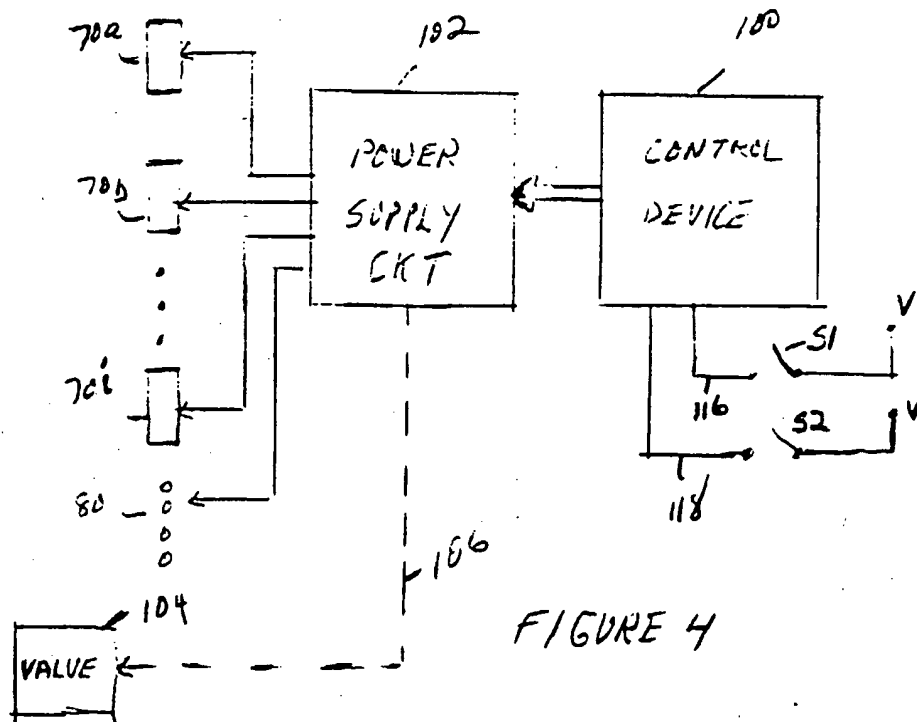 70a
102
100
POWER
SUPPLY
CKT
CONTROL
DEVICE
70b
70i
80
V
S1
116
V
S2
118
106
104
VALUE
FIGURE 4